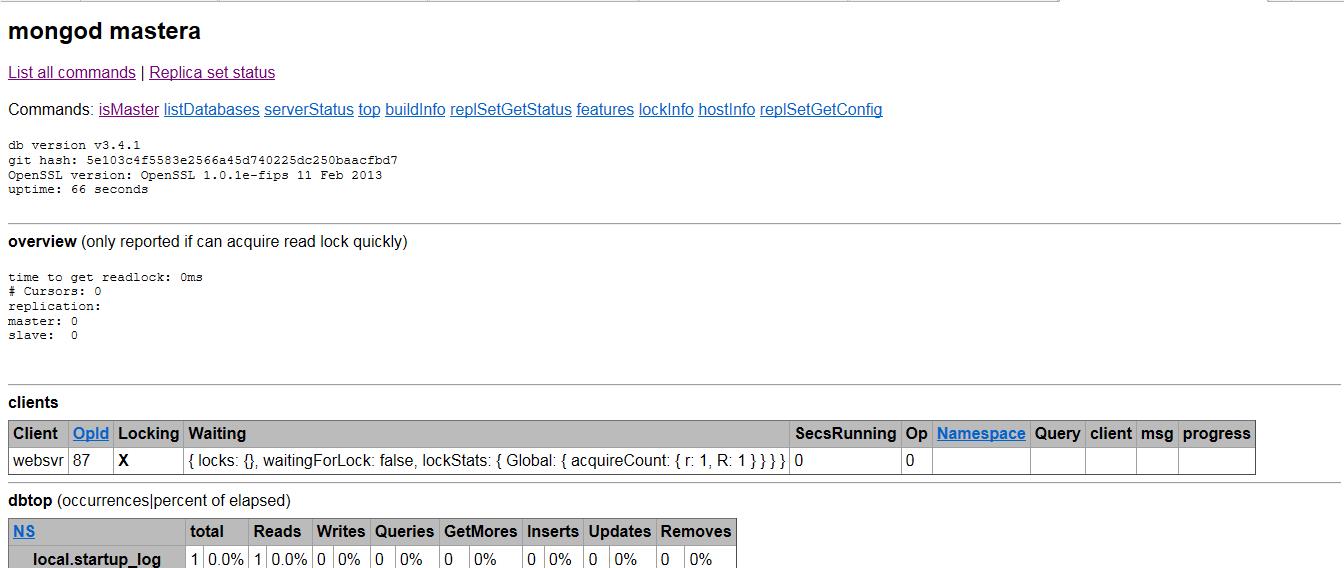 mongod mastera
List all commands | Replica set status
Commands: isMaster listDatabases serverStatus top buildInfo replSetGetStatus features lockInfo hostInfo replSetGetConfig
db version v3.4.1
git hash: 5e103c4f5583e2566a45d740225dc250baacfbd7
OpenSSL version: OpenSSL 1.0.1e-fips 11 Feb 2013
uptime: 66 seconds
overview (only reported if can acquire read lock quickly)
time to get readlock: 0ms
# Cursors: 0
replication:
master: 0
slave:  0
clients
Client OpId Locking Waiting SecsRunning Op Namespace Query client msg progress
websvr 87 X { locks: {}, waitingForLock: false, lockStats: { Global: { acquireCount: { r: 1, R: 1 } } } } 0 0
dbtop (occurrences|percent of elapsed)
NS total Reads Writes Queries GetMores Inserts Updates Removes
local.startup_log 1 0.0% 1 0.0% 0 0% 0 0% 0 0% 0 0% 0 0% 0 0%